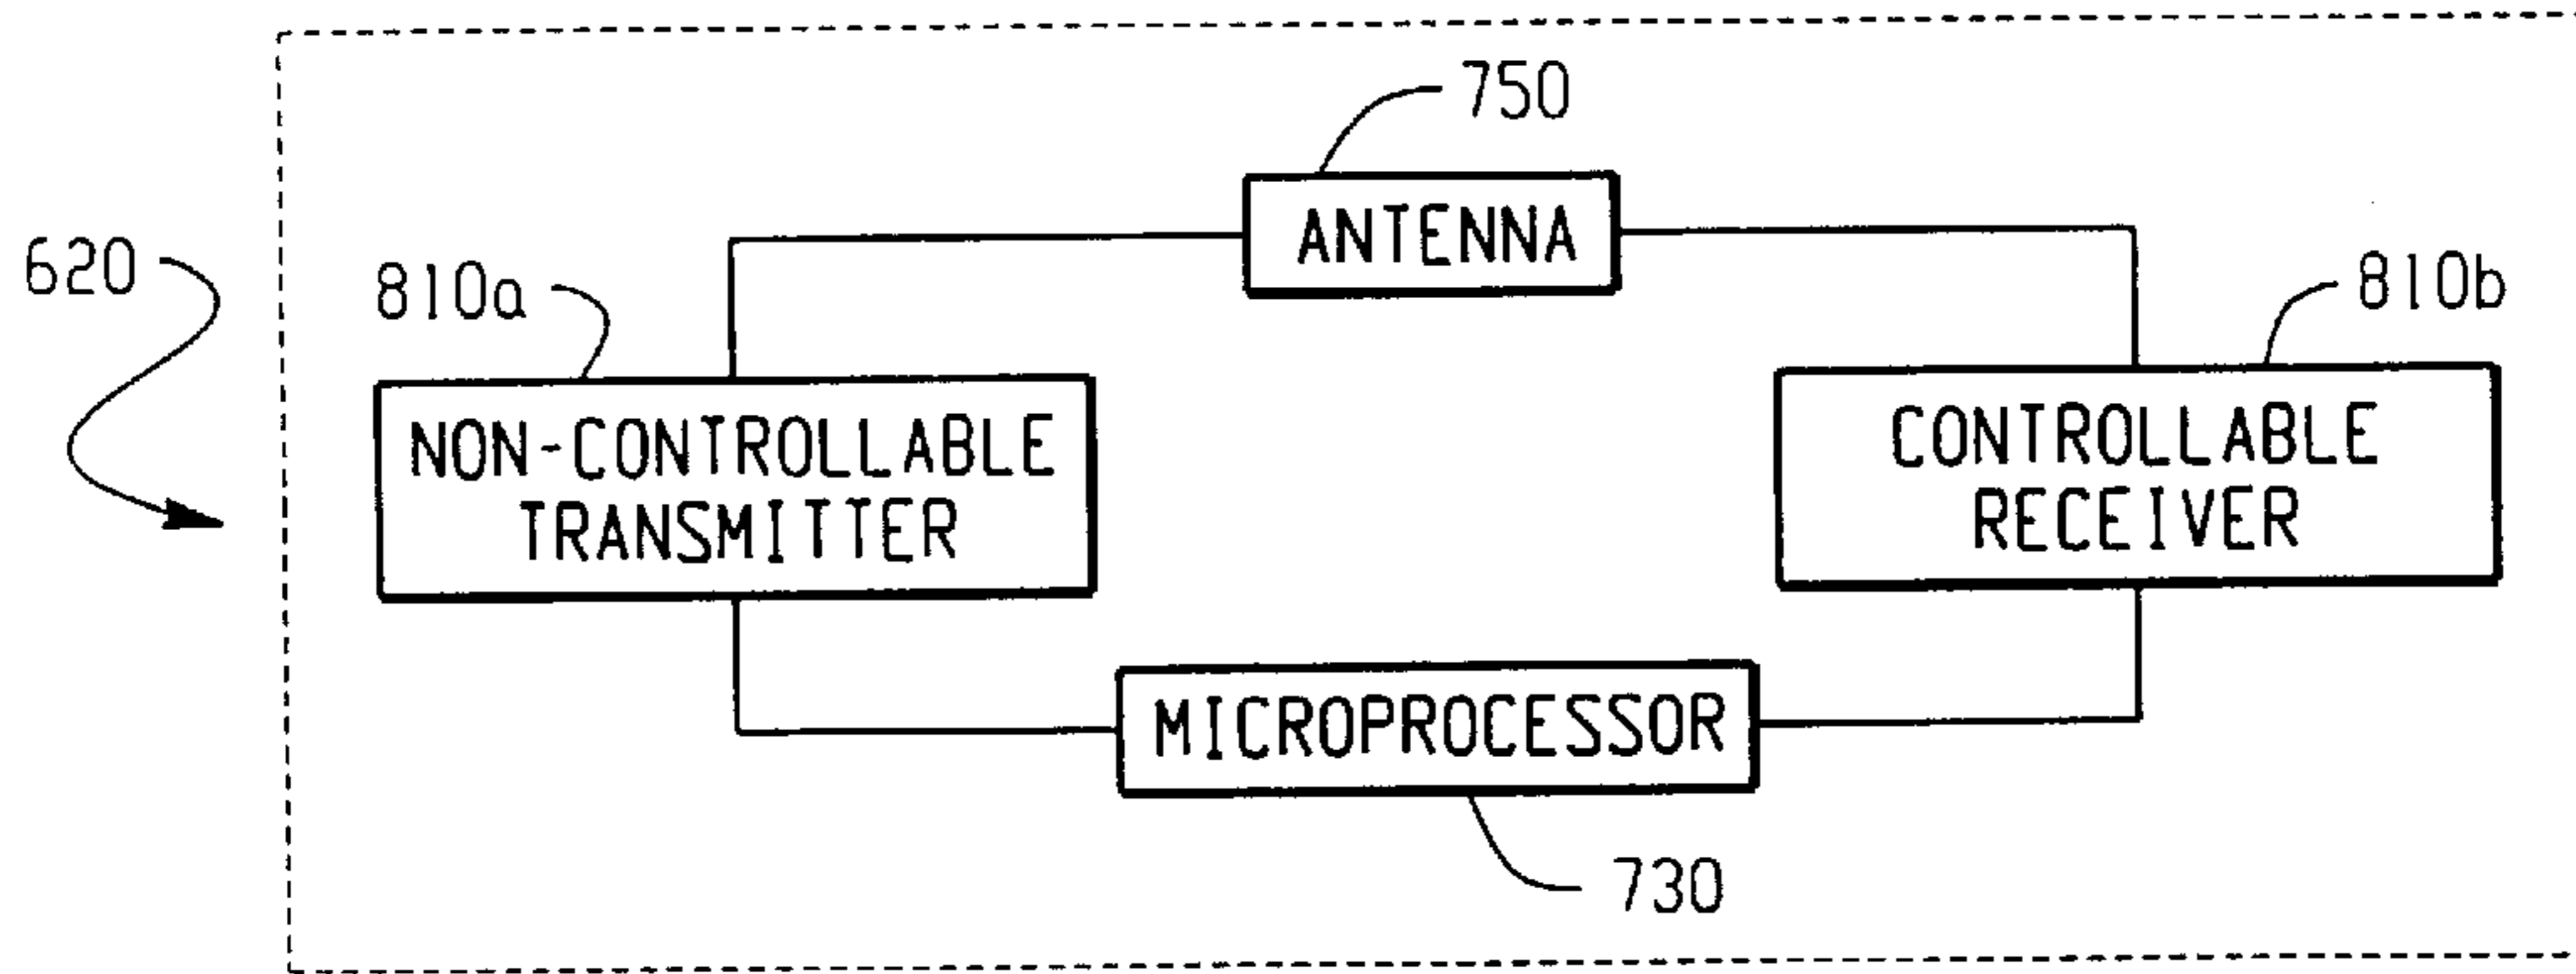 750
ANTENNA
620
810a
810b
NON-CONTROLLABLE
TRANSMITTER
CONTROLLABLE
RECEIVER
MICROPROCESSOR
730